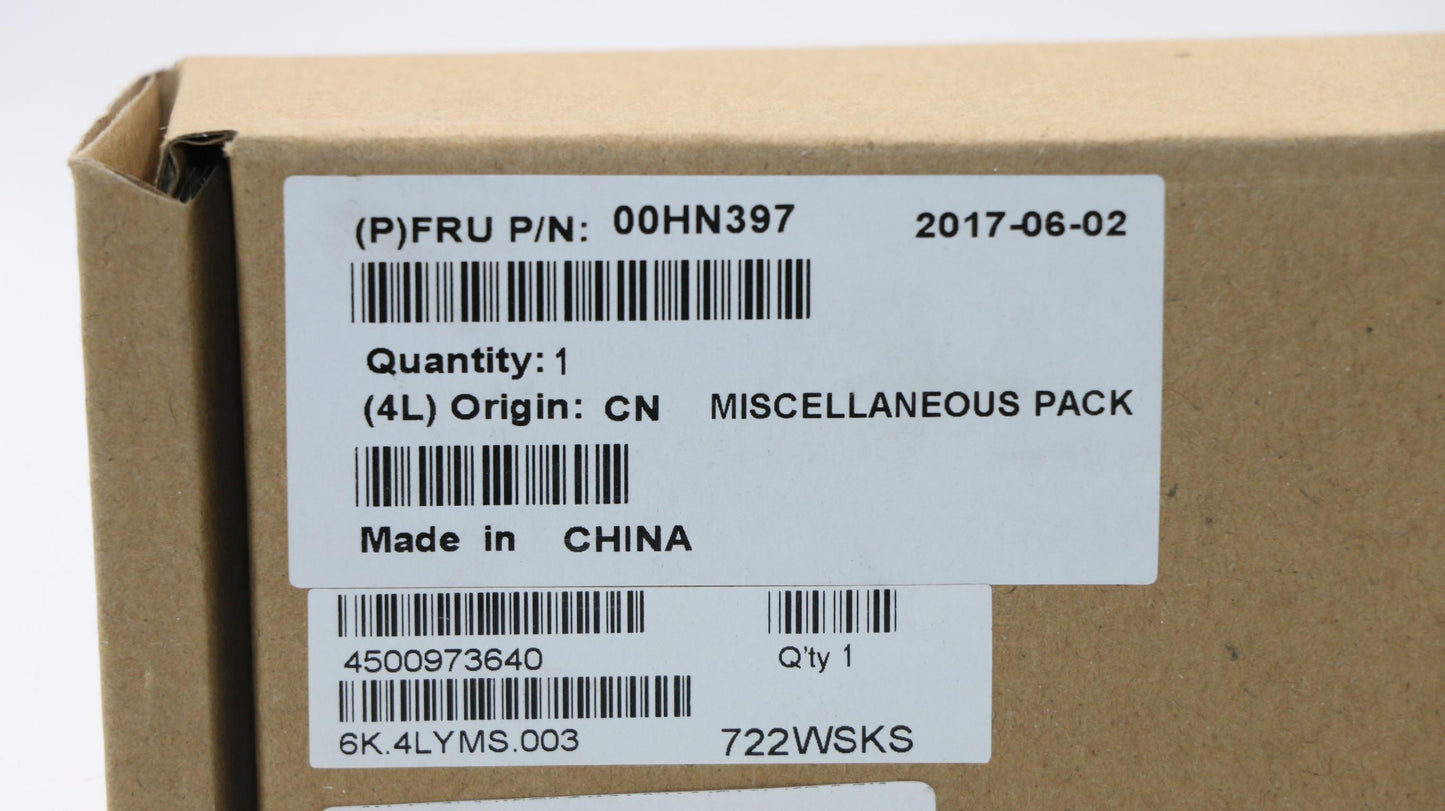 (P)FRU P/N: 00HN397 2017-06-02
Quantity: 1
(4L) Origin: CN MISCELLANEOUS PACK
Made in CHINA
4500973640 Q'ty 1
6K.4LYMS.003 722WSKS